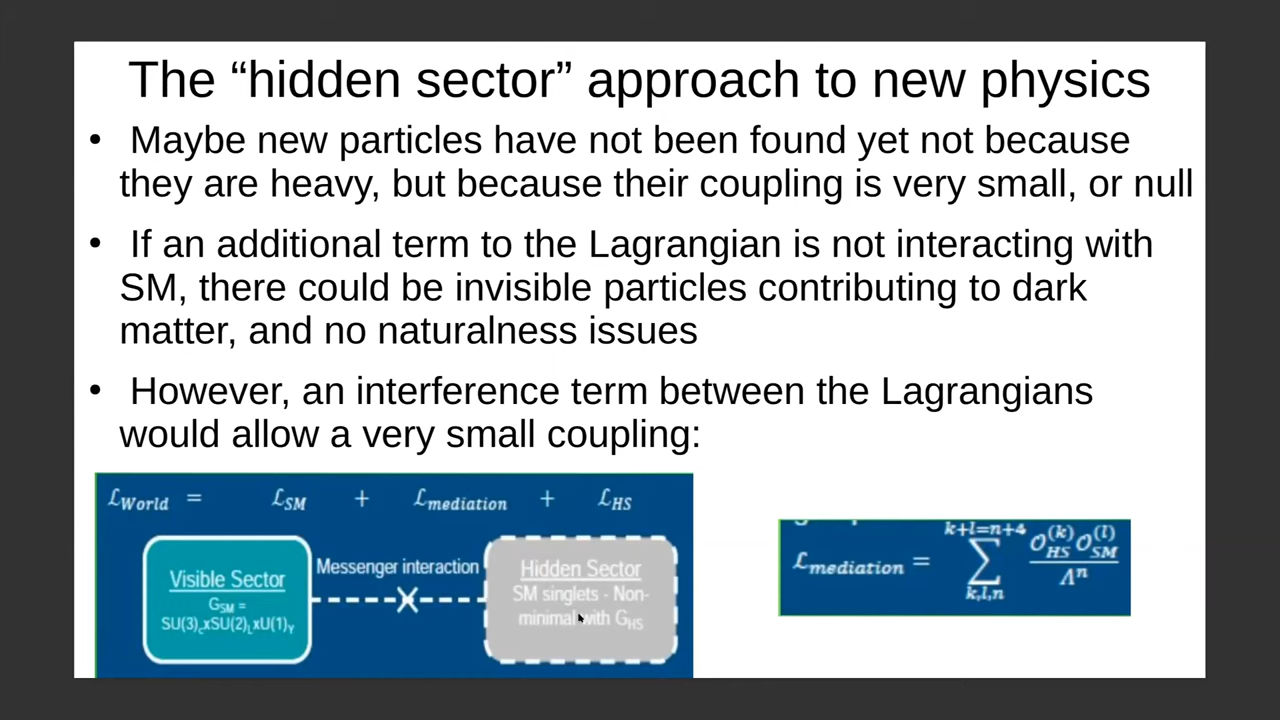 The “hidden sector” approach to new physics
• Maybe new particles have not been found yet not because
they are heavy, but because their coupling is very small, or null
• If an additional term to the Lagrangian is not interacting with
SM, there could be invisible particles contributing to dark
matter, and no naturalness issues
• However, an interference term between the Lagrangians
would allow a very small coupling:
ℒWorld = ℒSM + ℒmediation + ℒHS
Visible Sector
GSM =
SU(3)cxSU(2)LxU(1)Y
Messenger interaction
Hidden Sector
SM singlets - Non-
minimal with GHS
k+l=n+4
ℒmediation = ∑ 𝒪HS(k) 𝒪SM(l) / Λn
k,l,n